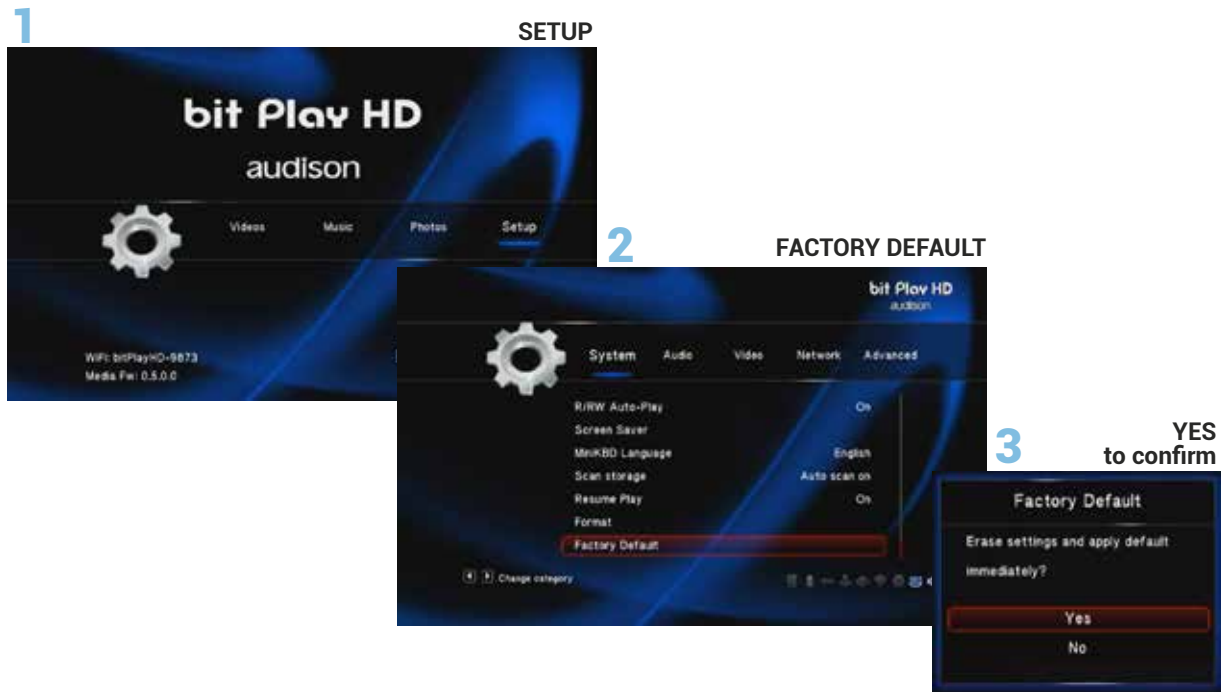 1
SETUP
bit Play HD
audison
Videos Music Photos Setup
WiFi: bitPlayHD-9873
Media Fw: 0.5.0.0
2
FACTORY DEFAULT
bit Play HD
audison
System Audio Video Network Advanced
R/RW Auto-Play On
Screen Saver
MiniKBD Language English
Scan storage Auto scan on
Resume Play On
Format
Factory Default
Change category
3
YES
to confirm
Factory Default
Erase settings and apply default
immediately?
Yes
No